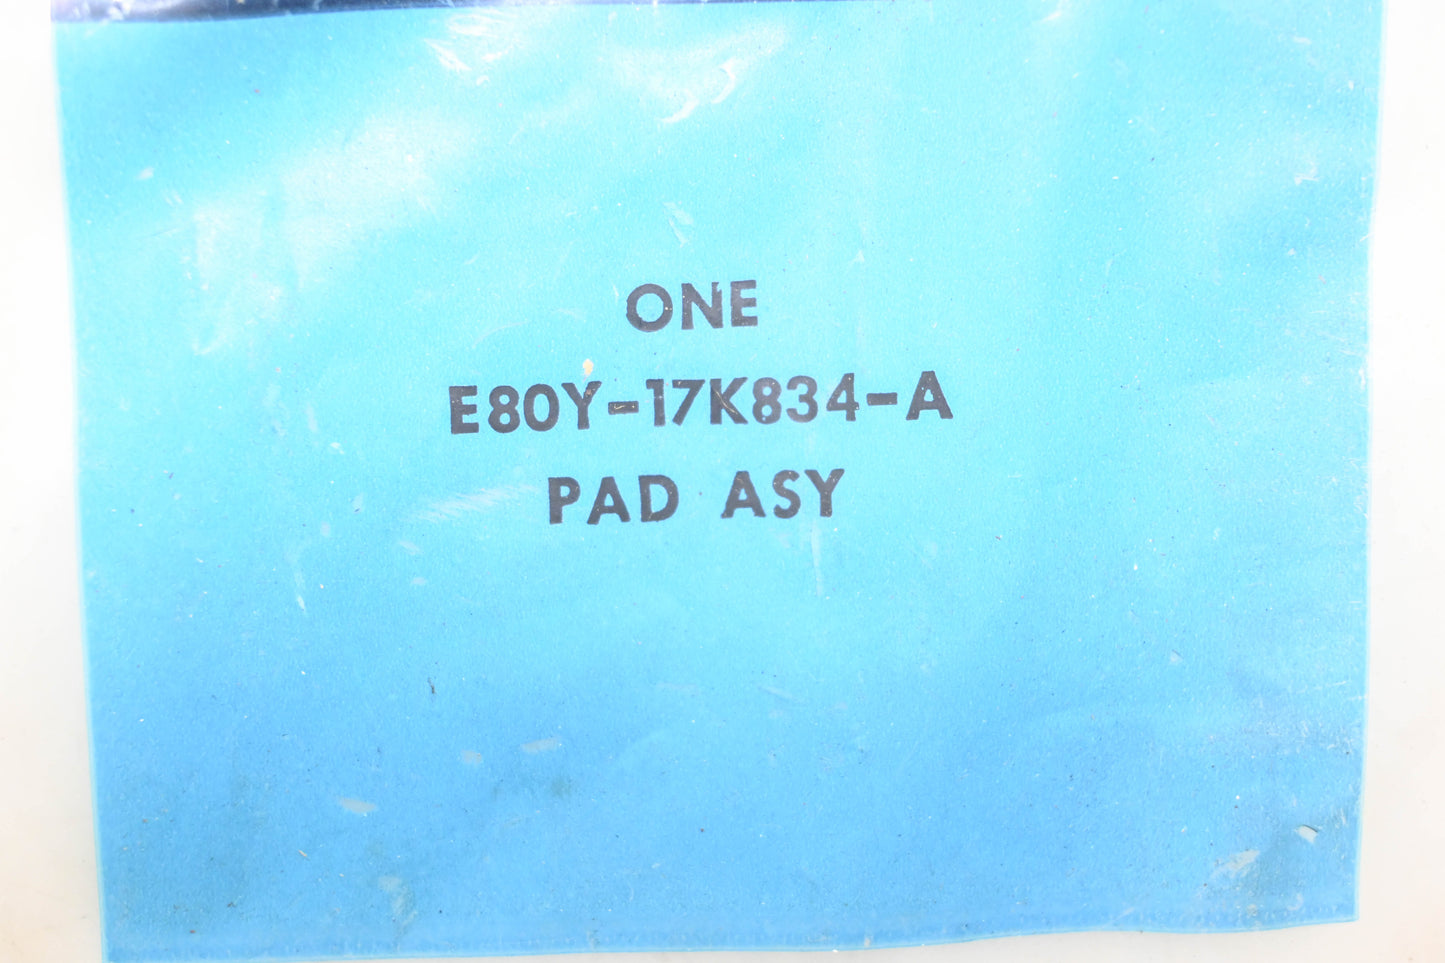 ONE
E80Y-17K834-A
PAD ASY